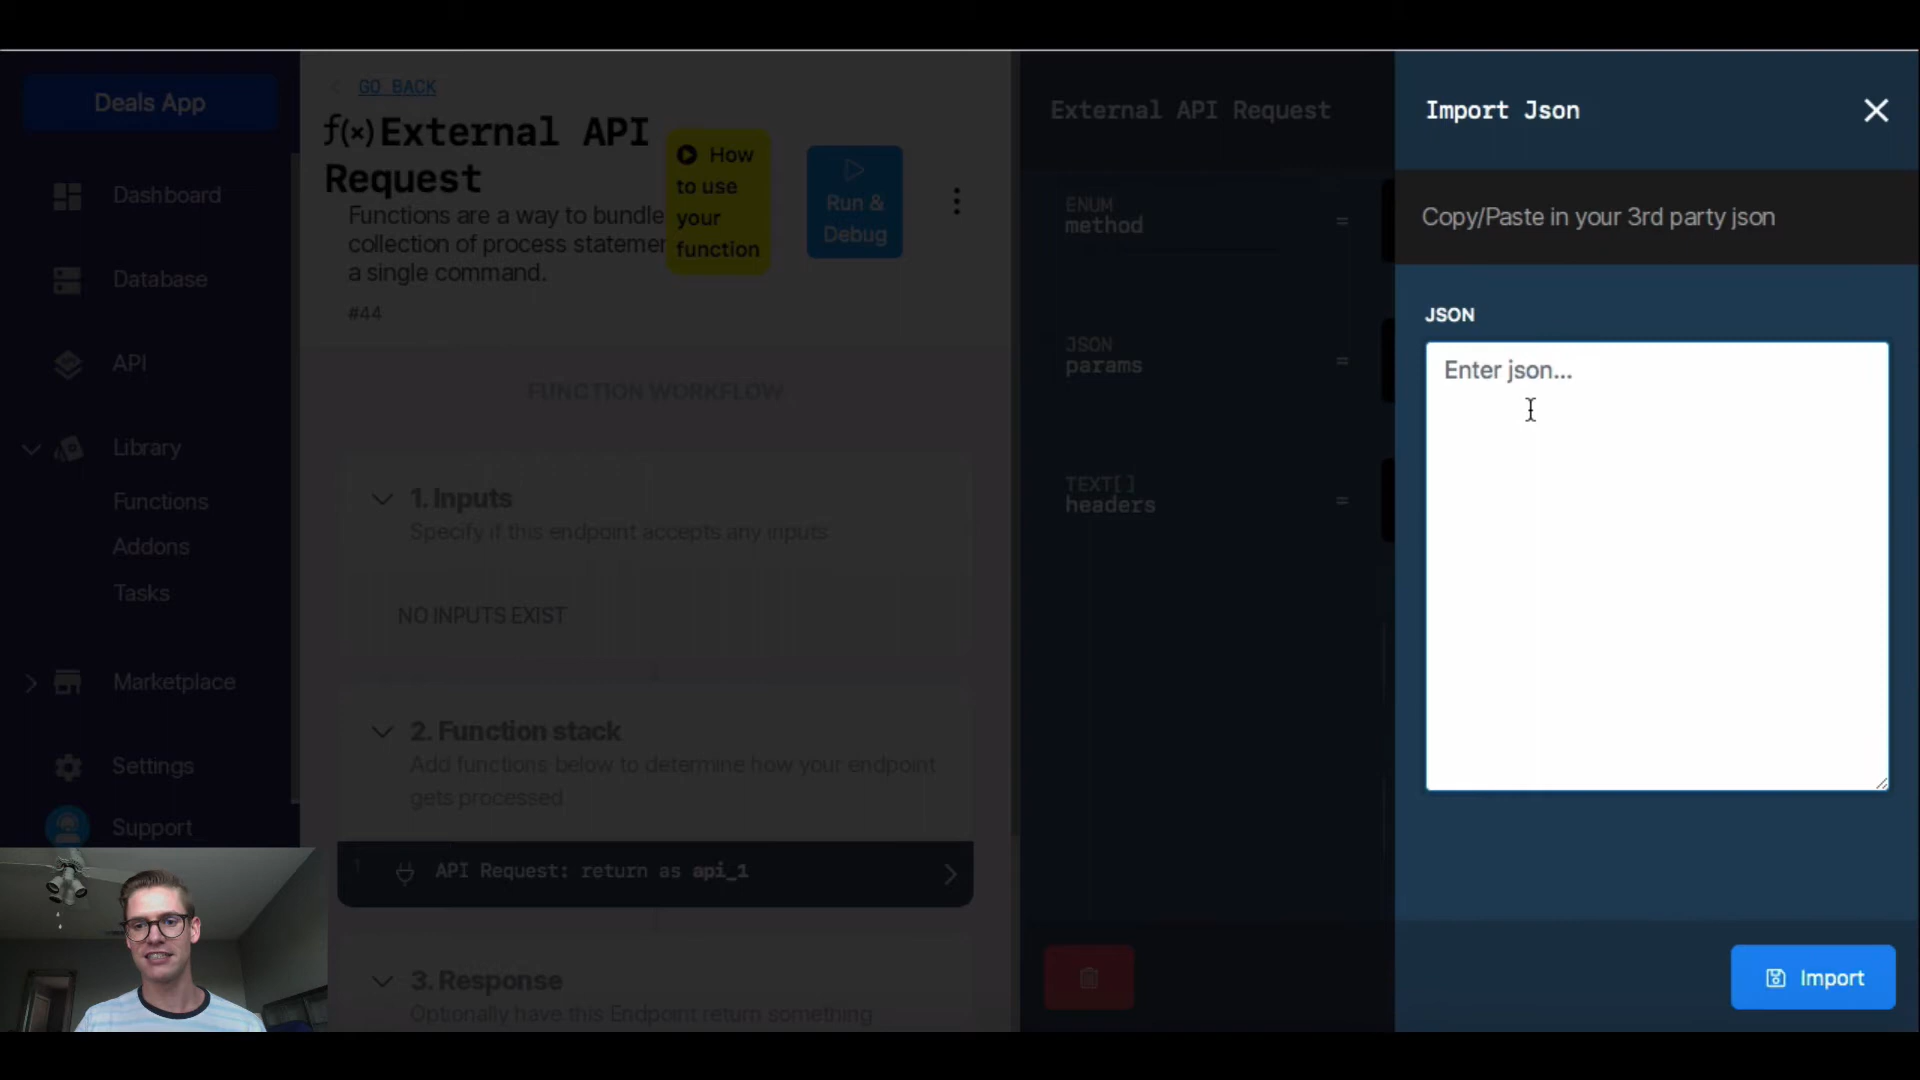 Deals App
Dashboard
Database
API
Library
Functions
Addons
Tasks
Marketplace
Settings
Support
GO BACK
f(x) External API
Request
Functions are a way to bundle
collection of process statemen
a single command.
#44
How
to use
your
function
Run &
Debug
FUNCTION WORKFLOW
1. Inputs
Specify if this endpoint accepts any inputs
NO INPUTS EXIST
2. Function stack
Add functions below to determine how your endpoint
gets processed
1
API Request: return as api_1
3. Response
Optionally have this Endpoint return something
External API Request
ENUM
method
=
JSON
params
=
TEXT[]
headers
=
Import Json
Copy/Paste in your 3rd party json
JSON
Enter json...
Import